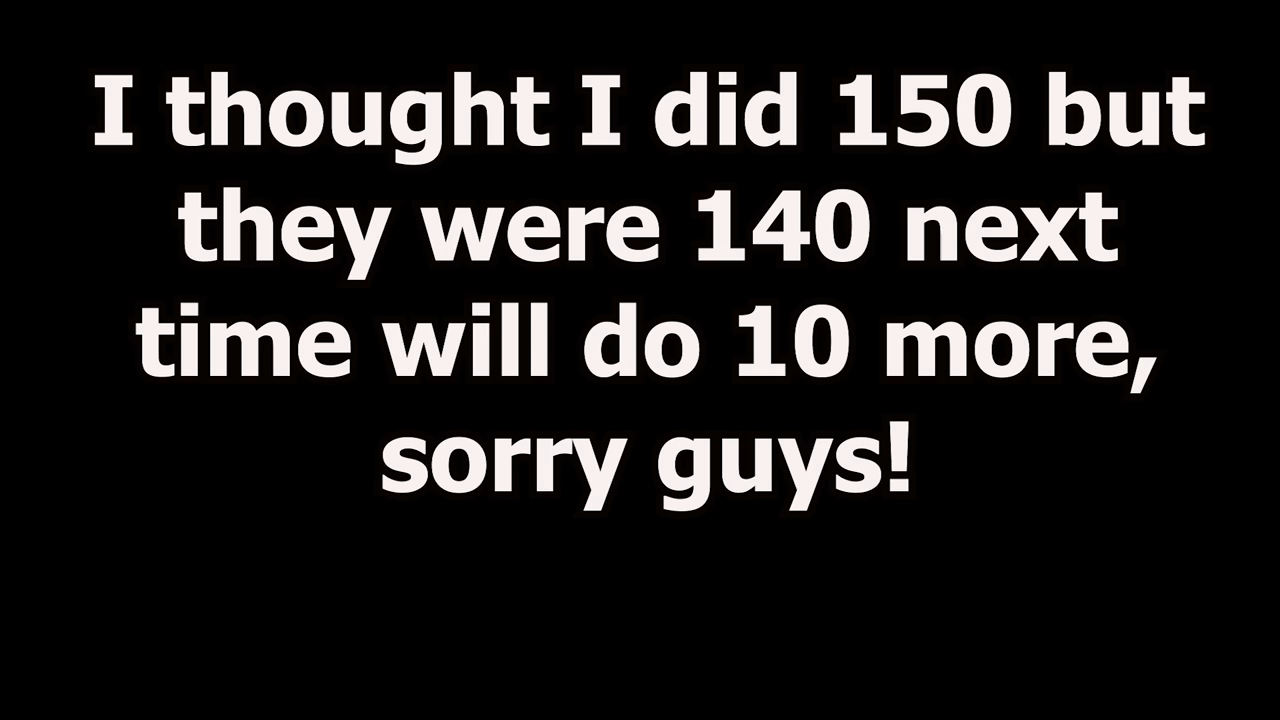 I thought I did 150 but
they were 140 next
time will do 10 more,
sorry guys!